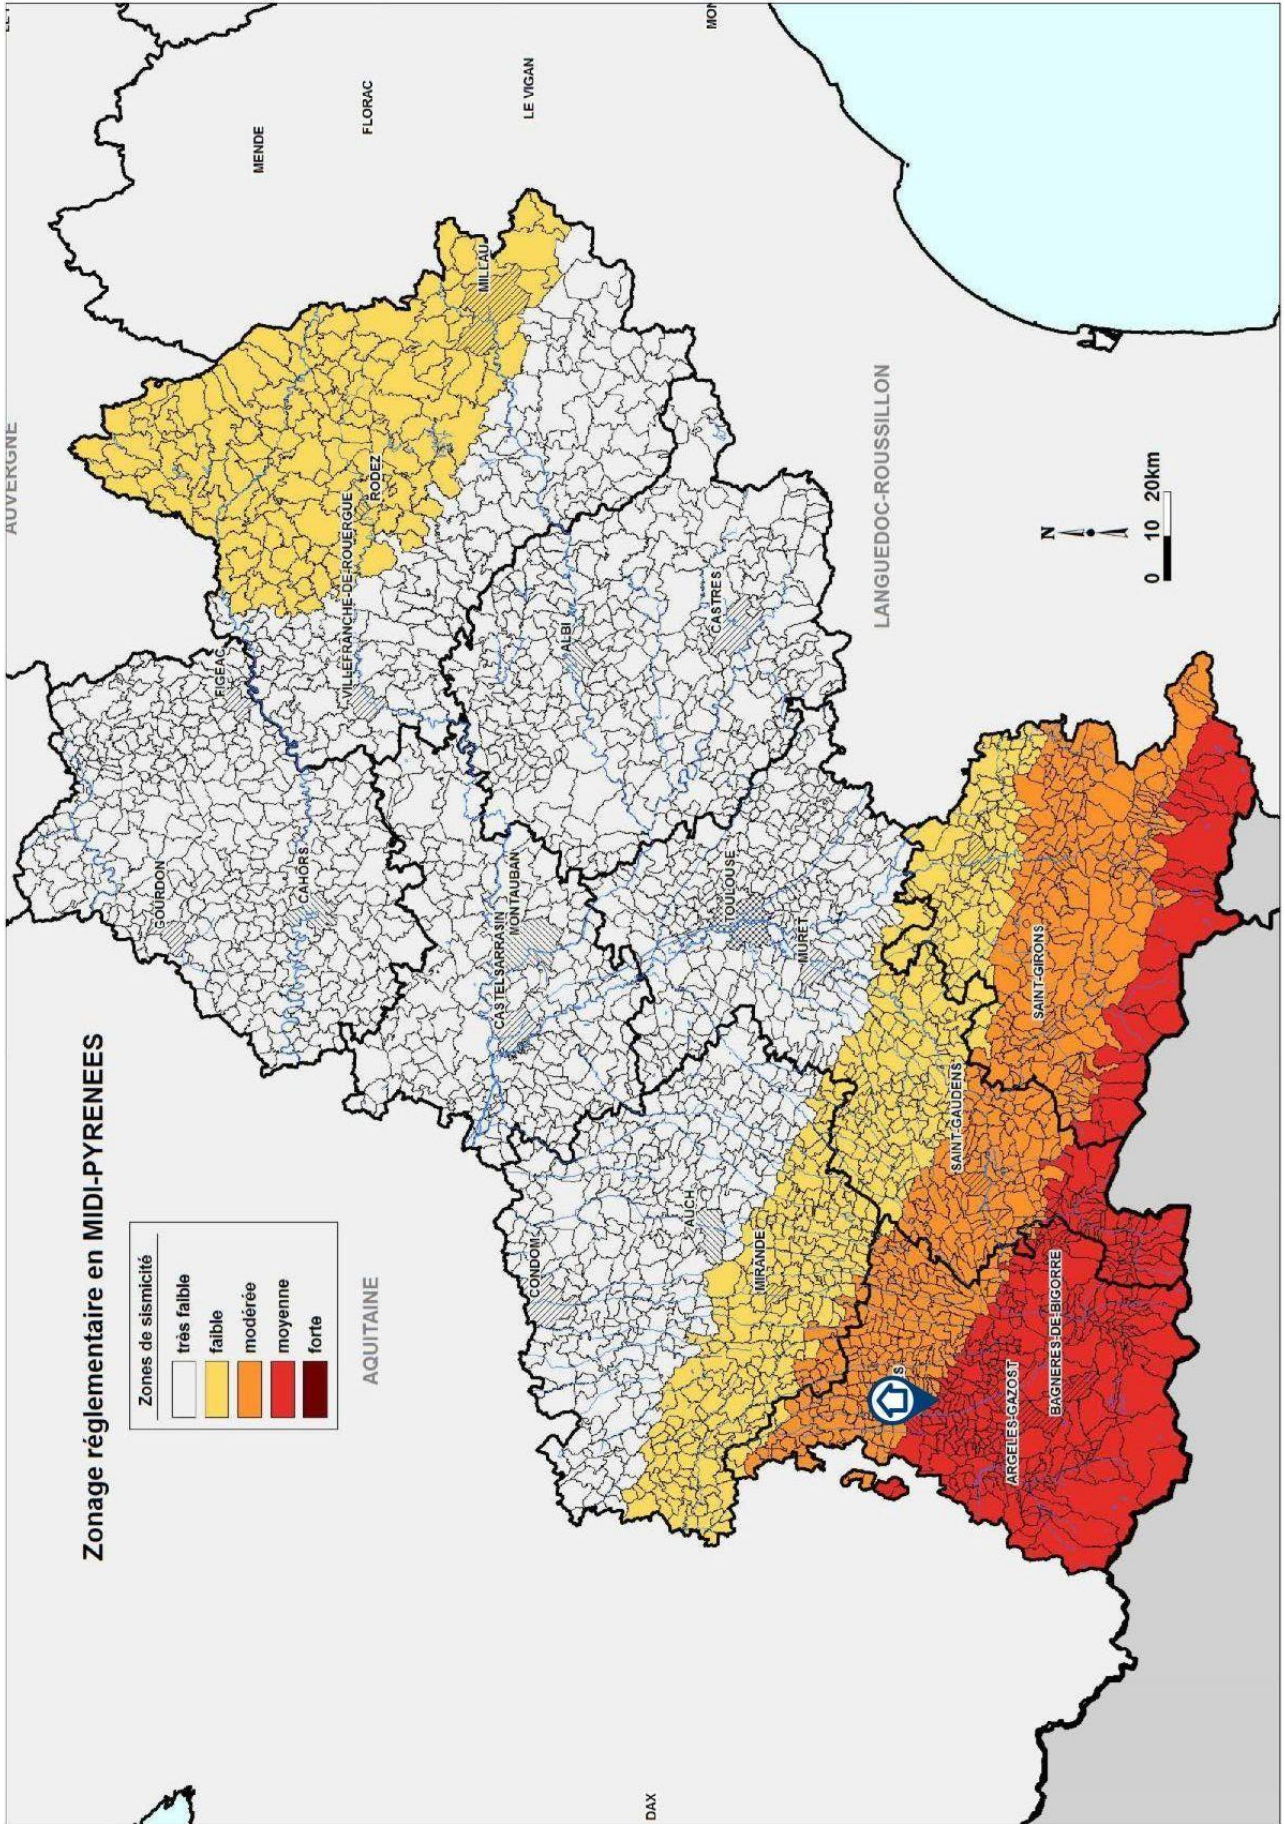 Zonage réglementaire en MIDI-PYRENEES
Zones de sismicité
très faible
faible
modérée
moyenne
forte
AUVERGNE
AQUITAINE
LANGUEDOC-ROUSSILLON
MENDE
FLORAC
LE VIGAN
MON
DAX
GOURDON
FIGEAC
CAHORS
VILLEFRANCHE-DE-ROUERGUE
RODEZ
MILLAU
CASTELSARRASIN
MONTAUBAN
ALBI
CASTRES
CONDOM
AUCH
MIRANDE
TOULOUSE
MURET
SAINT-GAUDENS
SAINT-GIRONS
S
ARGELES-GAZOST
BAGNERES-DE-BIGORRE
N
0 10 20km